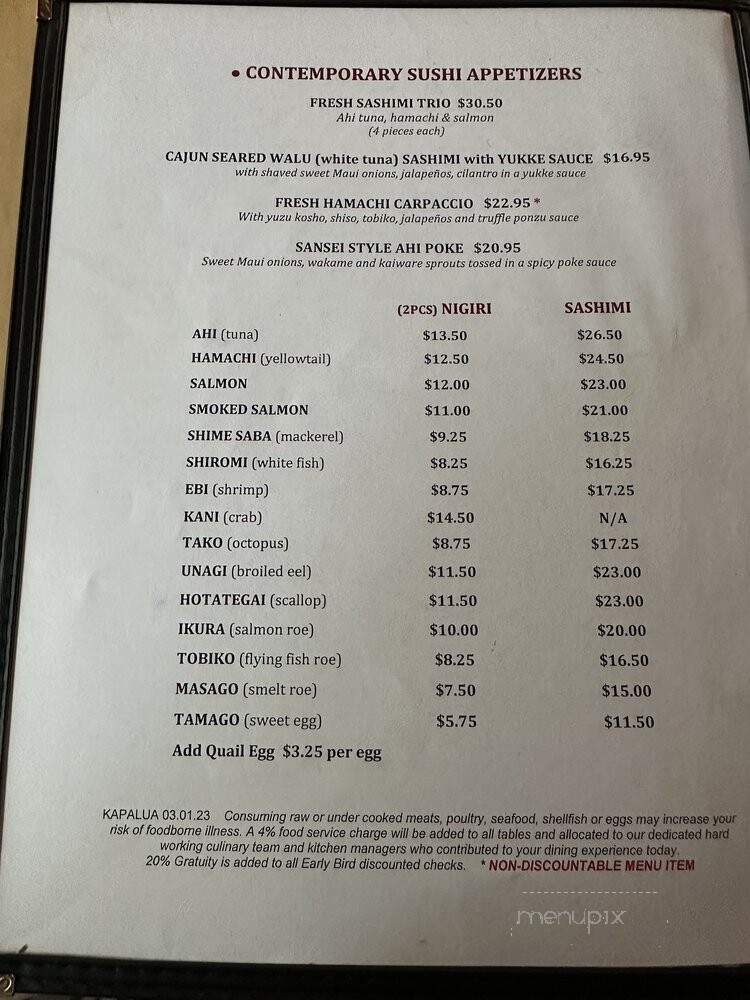 • CONTEMPORARY SUSHI APPETIZERS
FRESH SASHIMI TRIO $30.50
Ahi tuna, hamachi & salmon
(4 pieces each)
CAJUN SEARED WALU (white tuna) SASHIMI with YUKKE SAUCE $16.95
with shaved sweet Maui onions, jalapeños, cilantro in a yukke sauce
FRESH HAMACHI CARPACCIO $22.95 *
With yuzu kosho, shiso, tobiko, jalapeños and truffle ponzu sauce
SANSEI STYLE AHI POKE $20.95
Sweet Maui onions, wakame and kaiware sprouts tossed in a spicy poke sauce
(2PCS) NIGIRI SASHIMI
AHI (tuna) $13.50 $26.50
HAMACHI (yellowtail) $12.50 $24.50
SALMON $12.00 $23.00
SMOKED SALMON $11.00 $21.00
SHIME SABA (mackerel) $9.25 $18.25
SHIROMI (white fish) $8.25 $16.25
EBI (shrimp) $8.75 $17.25
KANI (crab) $14.50 N/A
TAKO (octopus) $8.75 $17.25
UNAGI (broiled eel) $11.50 $23.00
HOTATEGAI (scallop) $11.50 $23.00
IKURA (salmon roe) $10.00 $20.00
TOBIKO (flying fish roe) $8.25 $16.50
MASAGO (smelt roe) $7.50 $15.00
TAMAGO (sweet egg) $5.75 $11.50
Add Quail Egg $3.25 per egg
KAPALUA 03.01.23 Consuming raw or under cooked meats, poultry, seafood, shellfish or eggs may increase your
risk of foodborne illness. A 4% food service charge will be added to all tables and allocated to our dedicated hard
working culinary team and kitchen managers who contributed to your dining experience today.
20% Gratuity is added to all Early Bird discounted checks. * NON-DISCOUNTABLE MENU ITEM
menupix